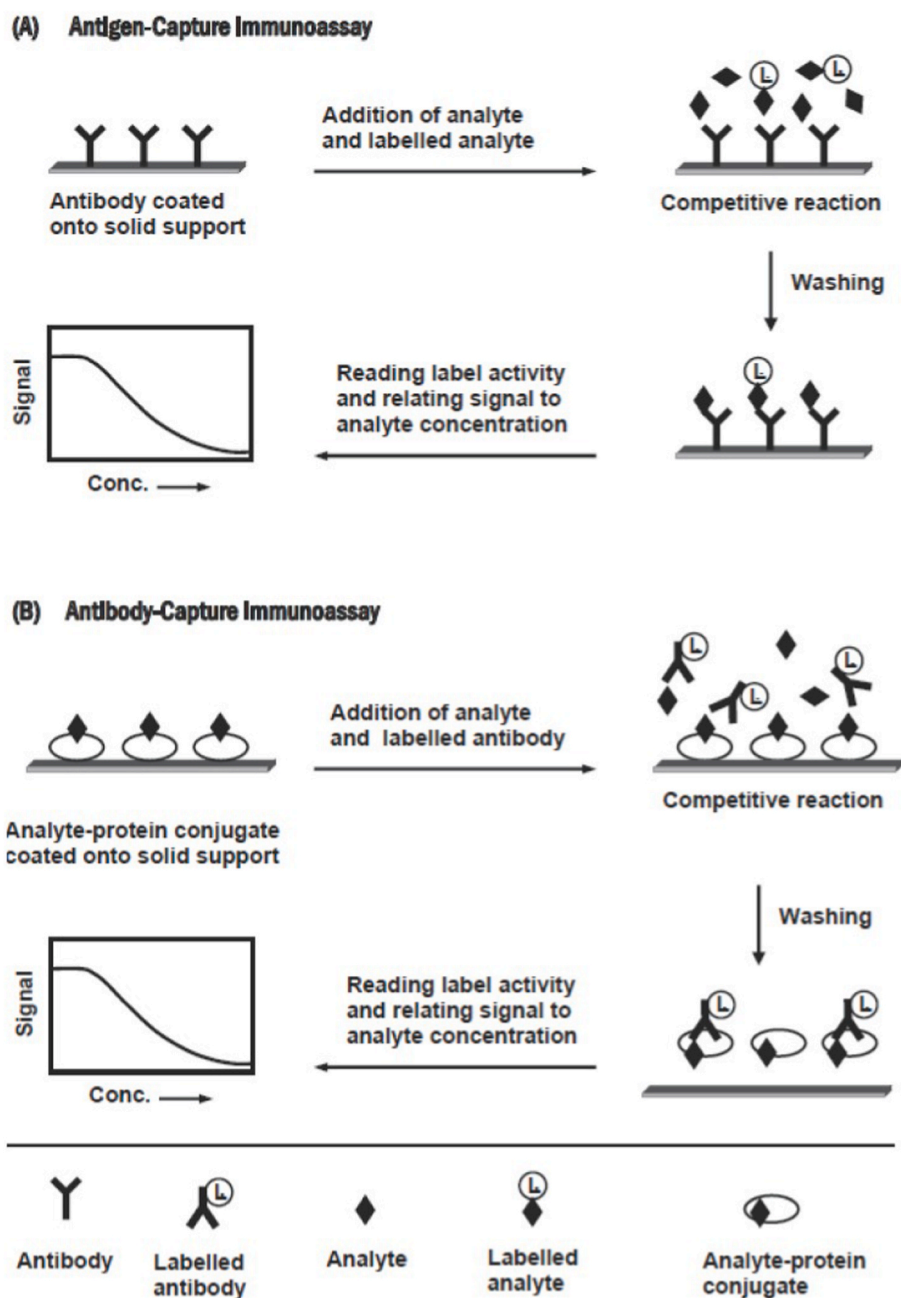 (A) Antigen-Capture Immunoassay
L
L
Addition of analyte
and labelled analyte
Antibody coated
onto solid support
Competitive reaction
Washing
L
Signal
Reading label activity
and relating signal to
analyte concentration
Conc.
(B) Antibody-Capture Immunoassay
L
L
L
Addition of analyte
and labelled antibody
Competitive reaction
Analyte-protein conjugate
coated onto solid support
Washing
Signal
Reading label activity
and relating signal to
analyte concentration
L
L
Conc.
L
L
Antibody
Labelled
antibody
Analyte
Labelled
analyte
Analyte-protein
conjugate